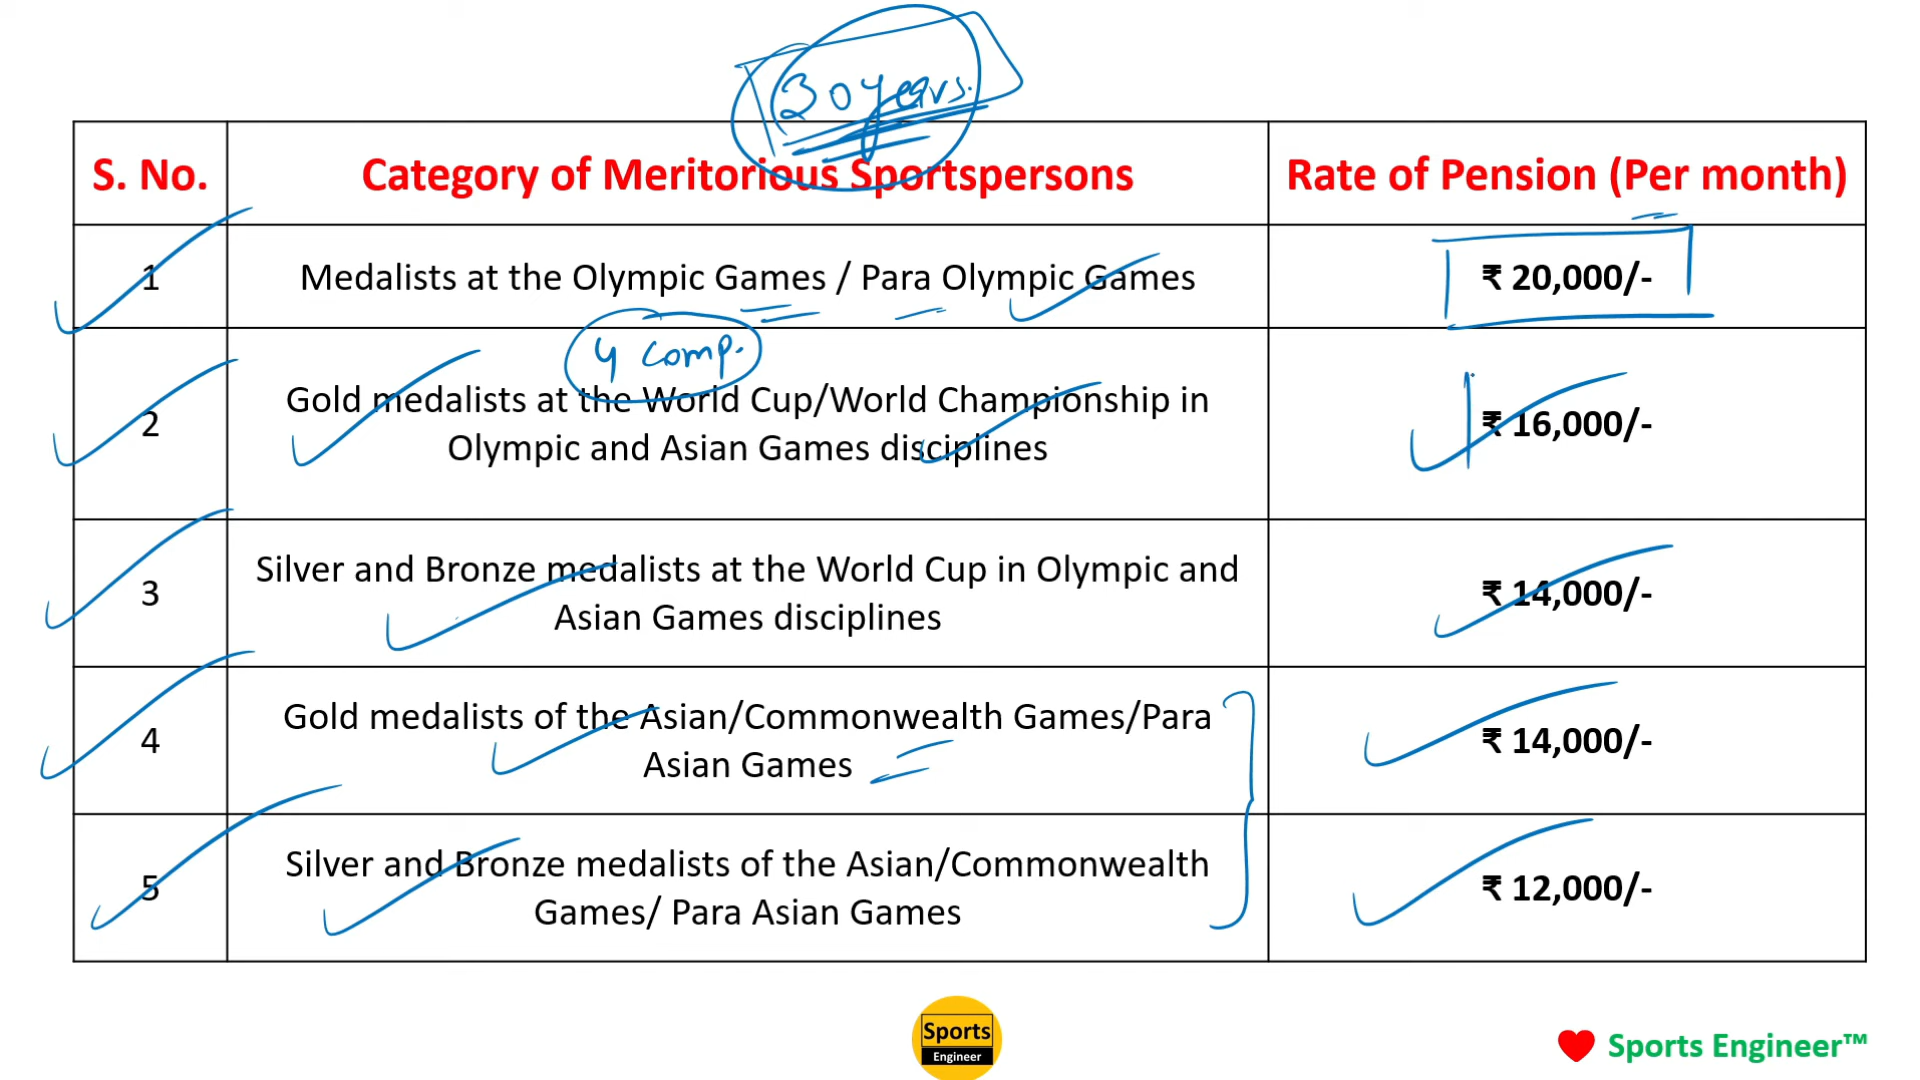 30 years.
S. No.
Category of Meritorious Sportspersons
Rate of Pension (Per month)
1
Medalists at the Olympic Games / Para Olympic Games
₹ 20,000/-
4 comp.
2
Gold medalists at the World Cup/World Championship in
Olympic and Asian Games disciplines
₹ 16,000/-
3
Silver and Bronze medalists at the World Cup in Olympic and
Asian Games disciplines
₹ 14,000/-
4
Gold medalists of the Asian/Commonwealth Games/Para
Asian Games
₹ 14,000/-
5
Silver and Bronze medalists of the Asian/Commonwealth
Games/ Para Asian Games
₹ 12,000/-
Sports
Engineer
Sports Engineer™